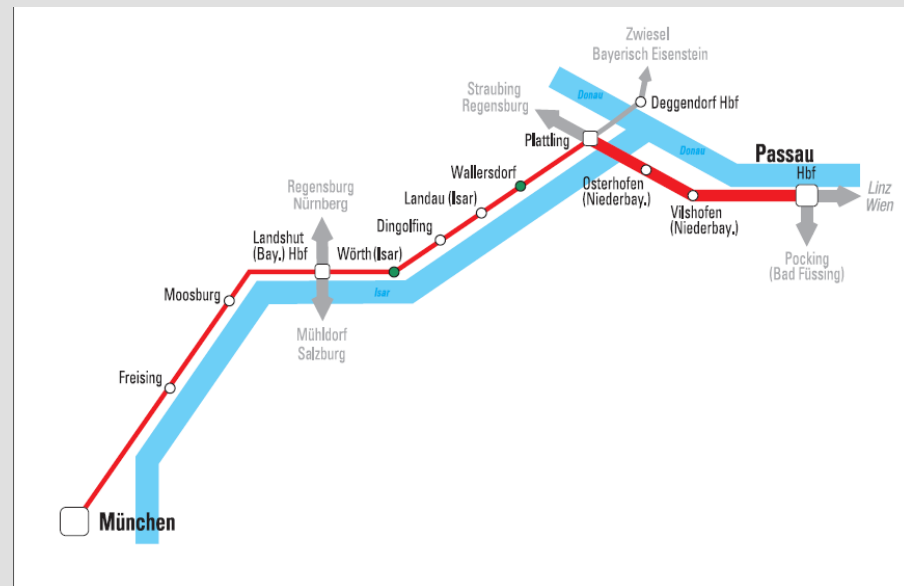 Zwiesel
Bayerisch Eisenstein
Straubing
Regensburg
Donau
Deggendorf Hbf
Plattling
Donau
Passau
Hbf
Wallersdorf
Osterhofen
(Niederbay.)
Linz
Wien
Regensburg
Nürnberg
Landau (Isar)
Vilshofen
(Niederbay.)
Dingolfing
Landshut
(Bay.) Hbf
Wörth (Isar)
Pocking
(Bad Füssing)
Moosburg
Isar
Mühldorf
Salzburg
Freising
München